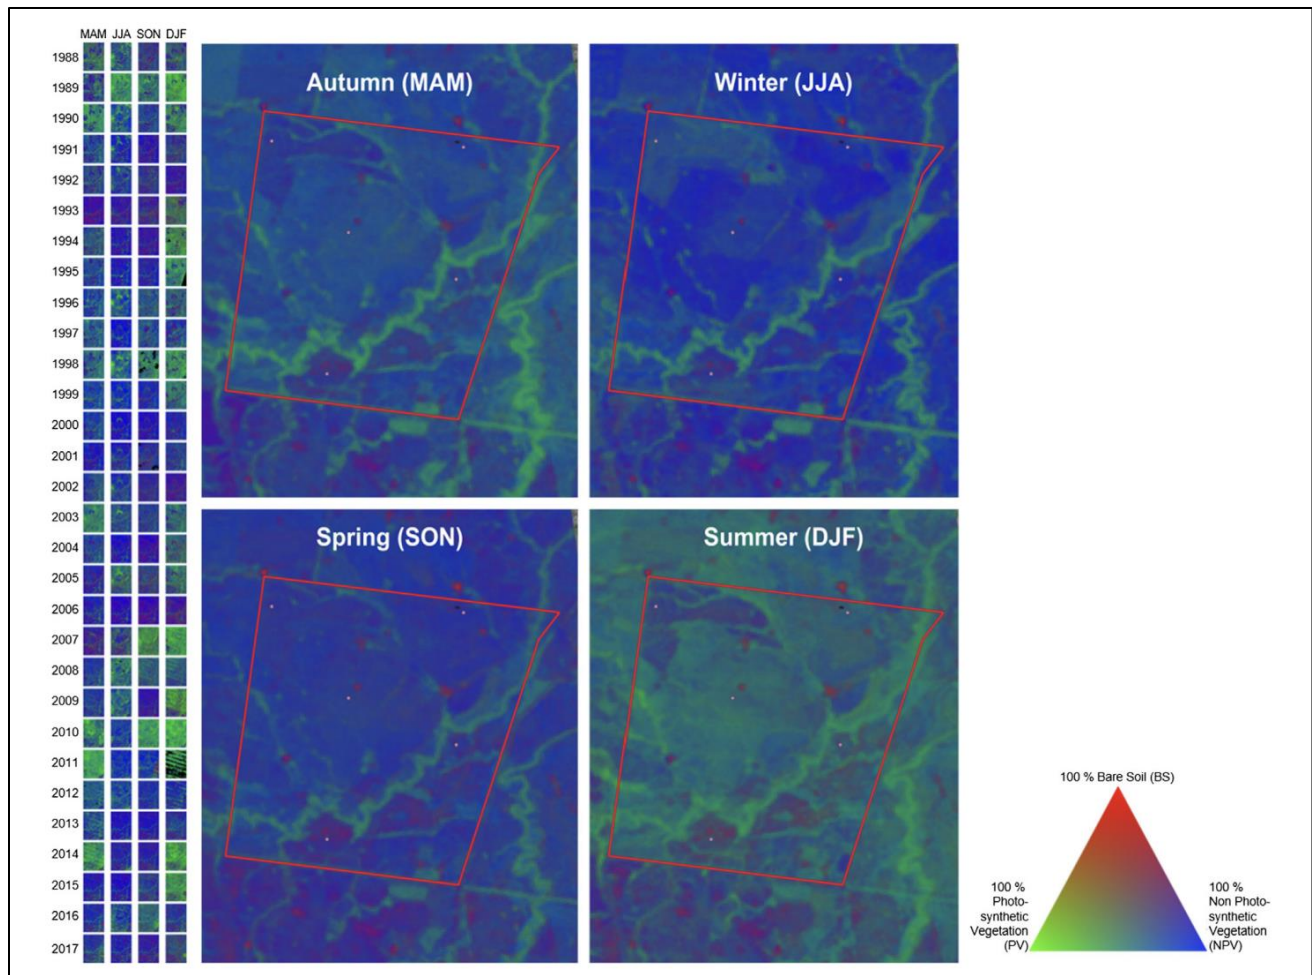 MAM JJA SON DJF
1988
1989
1990
1991
1992
1993
1994
1995
1996
1997
1998
1999
2000
2001
2002
2003
2004
2005
2006
2007
2008
2009
2010
2011
2012
2013
2014
2015
2016
2017
Autumn (MAM)
Winter (JJA)
Spring (SON)
Summer (DJF)
100 % Bare Soil (BS)
100 %
Photo-
synthetic
Vegetation
(PV)
100 %
Non Photo-
synthetic
Vegetation
(NPV)